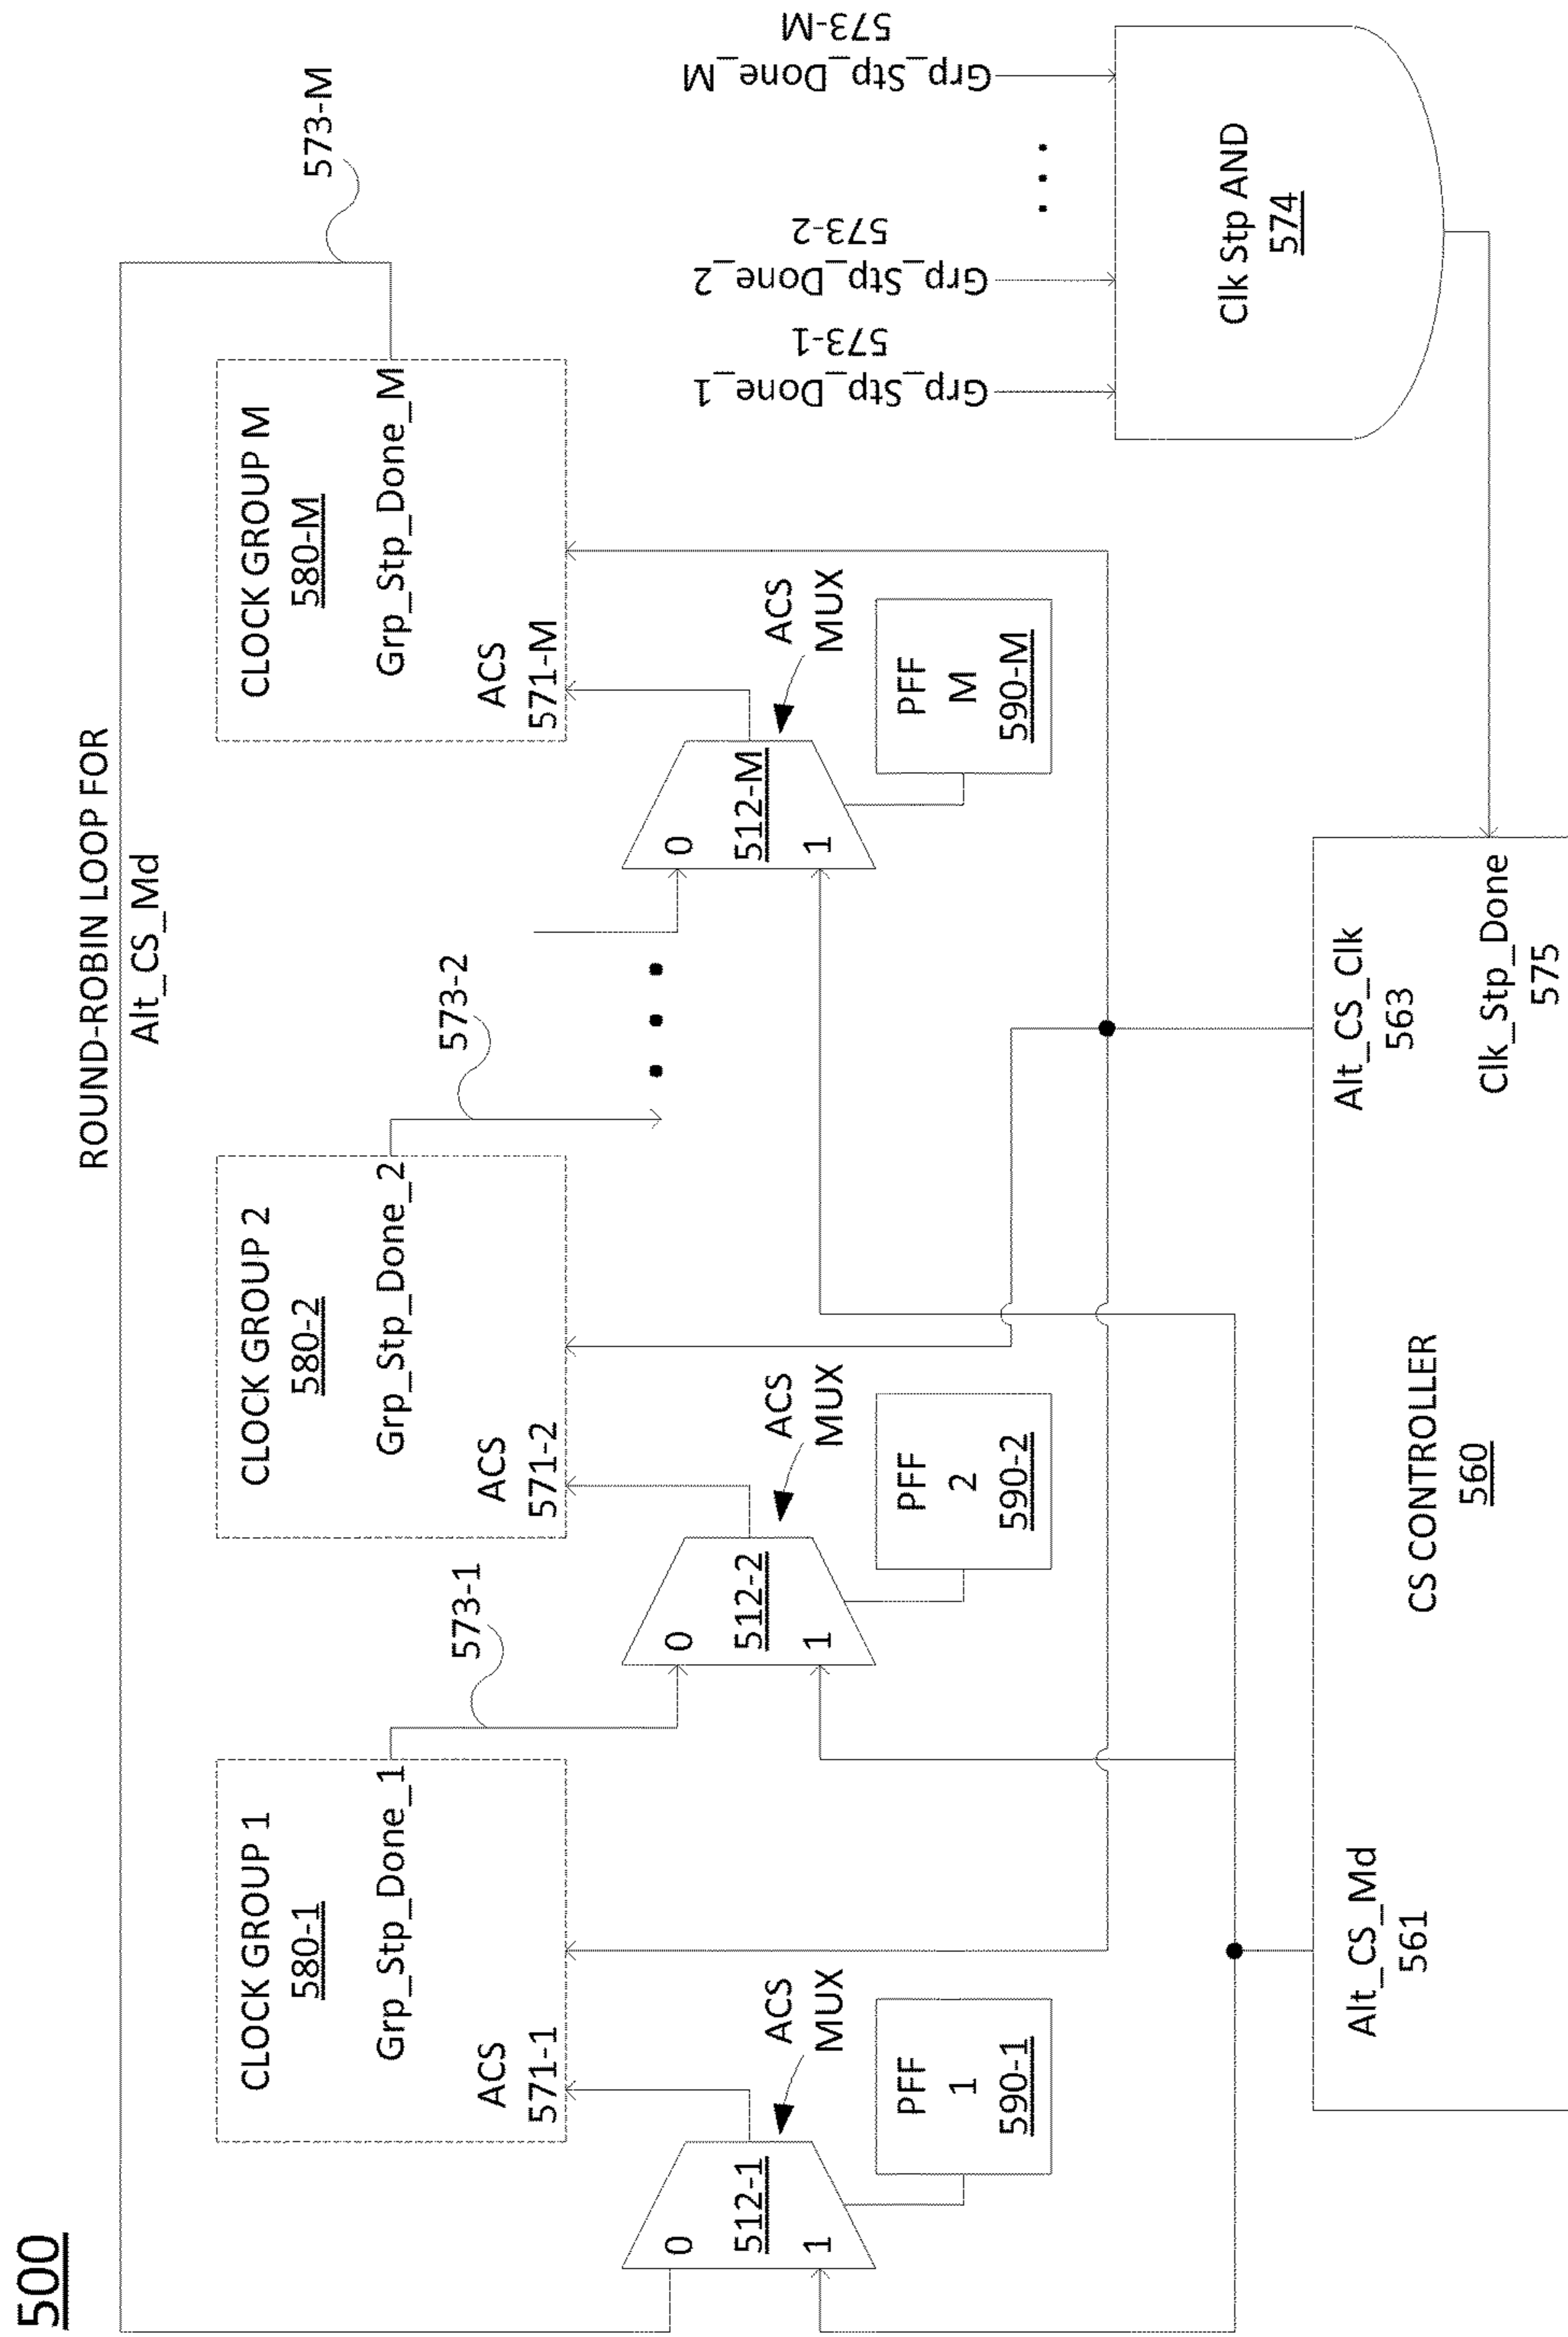 500
ROUND-ROBIN LOOP FOR
Alt_CS_Md
CLOCK GROUP 1
580-1
Grp_Stp_Done_1
ACS
571-1
573-1
CLOCK GROUP 2
580-2
Grp_Stp_Done_2
ACS
571-2
573-2
CLOCK GROUP M
580-M
Grp_Stp_Done_M
ACS
571-M
573-M
0
512-1
1
ACS
MUX
PFF
1
590-1
0
512-2
1
ACS
MUX
PFF
2
590-2
0
512-M
1
ACS
MUX
PFF
M
590-M
Grp_Stp_Done_1
573-1
Grp_Stp_Done_2
573-2
Grp_Stp_Done_M
573-M
Clk Stp AND
574
Alt_CS_Md
561
CS CONTROLLER
560
Alt_CS_Clk
563
Clk_Stp_Done
575